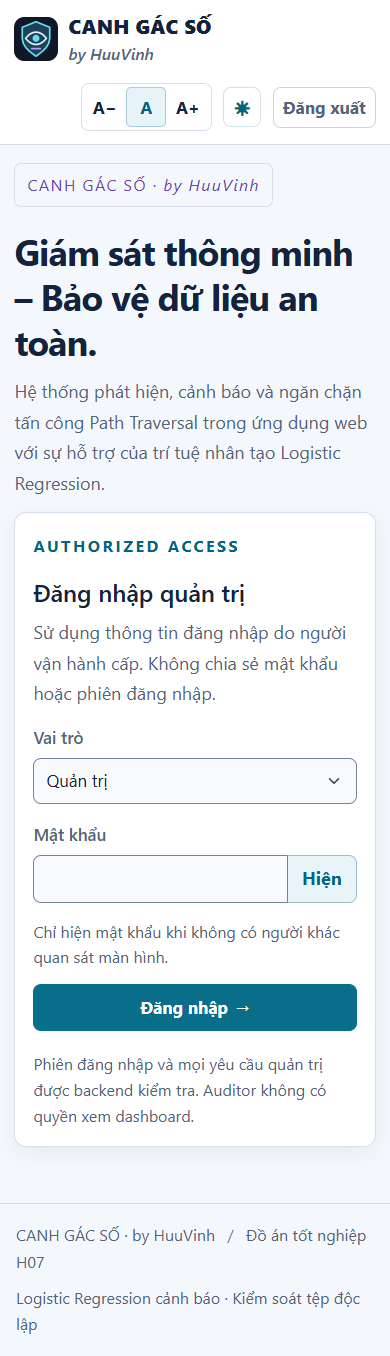 CANH GÁC SỐ
by HuuVinh
A− A A+ Đăng xuất
CANH GÁC SỐ · by HuuVinh
Giám sát thông minh
– Bảo vệ dữ liệu an
toàn.
Hệ thống phát hiện, cảnh báo và ngăn chặn
tấn công Path Traversal trong ứng dụng web
với sự hỗ trợ của trí tuệ nhân tạo Logistic
Regression.
AUTHORIZED ACCESS
Đăng nhập quản trị
Sử dụng thông tin đăng nhập do người
vận hành cấp. Không chia sẻ mật khẩu
hoặc phiên đăng nhập.
Vai trò
Quản trị
Mật khẩu
Hiện
Chỉ hiện mật khẩu khi không có người khác
quan sát màn hình.
Đăng nhập →
Phiên đăng nhập và mọi yêu cầu quản trị
được backend kiểm tra. Auditor không có
quyền xem dashboard.
CANH GÁC SỐ · by HuuVinh / Đồ án tốt nghiệp
H07
Logistic Regression cảnh báo · Kiểm soát tệp độc
lập